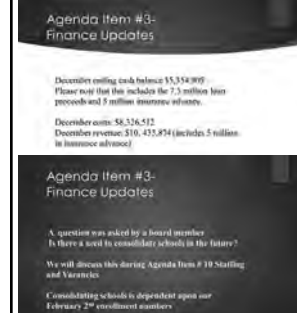 Agenda Item #3-
Finance Updates
December ending cash balance $5,354,909
Please note that this includes the 7.3 million loan
proceeds and 5 million insurance advance.
December costs: $8,326,512
December revenue: $10, 435,874 (includes 5 million
in insurance advance)
Agenda Item #3-
Finance Updates
A question was asked by a board member
Is there a need to consolidate schools in the future?
We will discuss this during Agenda Item # 10 Staffing
and Vacancies
Consolidating schools is dependent upon our
February 2nd enrollment numbers